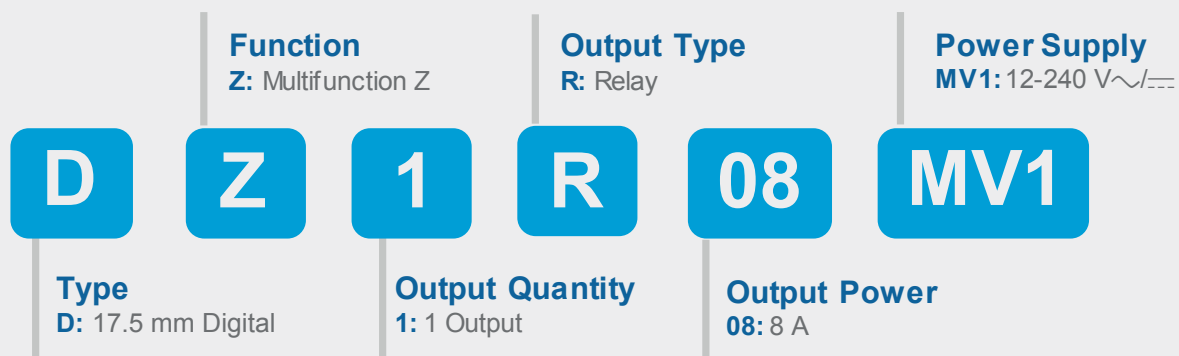 Function
Z: Multifunction Z
Output Type
R: Relay
Power Supply
MV1: 12-240 V∼/⎓
D Z 1 R 08 MV1
Type
D: 17.5 mm Digital
Output Quantity
1: 1 Output
Output Power
08: 8 A